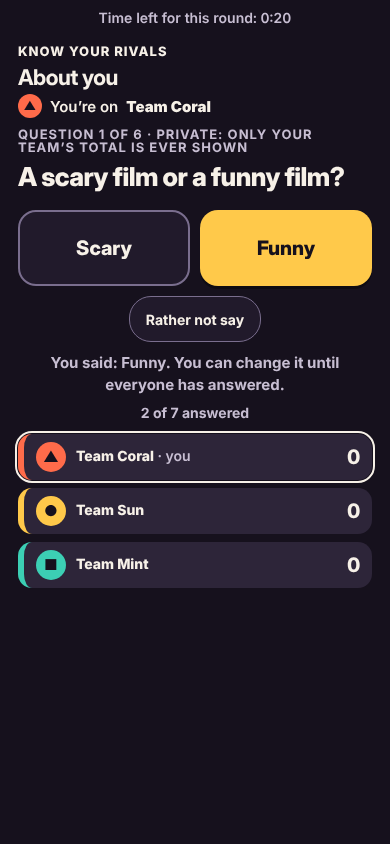 Time left for this round: 0:20
KNOW YOUR RIVALS
About you
You're on Team Coral
QUESTION 1 OF 6 · PRIVATE: ONLY YOUR
TEAM'S TOTAL IS EVER SHOWN
A scary film or a funny film?
Scary
Funny
Rather not say
You said: Funny. You can change it until
everyone has answered.
2 of 7 answered
Team Coral · you 0
Team Sun 0
Team Mint 0